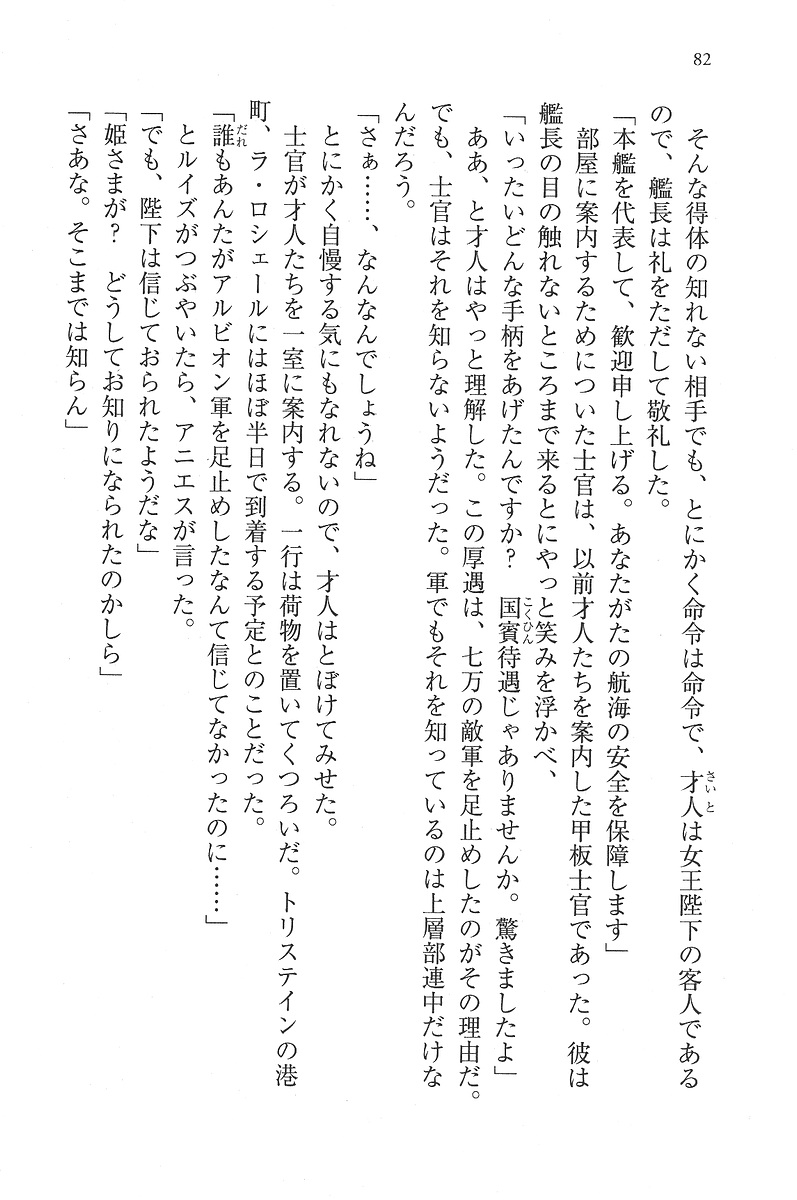 82
そんな得体の知れない相手でも、とにかく命令は命令で、才人は女王陛下の客人である
ので、艦長は礼をただして敬礼した。
「本艦を代表して、歓迎申し上げる。あなたがたの航海の安全を保障します」
部屋に案内するためについた士官は、以前才人たちを案内した甲板士官であった。彼は
艦長の目の触れないところまで来るとにやっと笑みを浮かべ、
「いったいどんな手柄をあげたんですか？　国賓待遇じゃありませんか。驚きましたよ」
ああ、と才人はやっと理解した。この厚遇は、七万の敵軍を足止めしたのがその理由だ。
でも、士官はそれを知らないようだった。軍でもそれを知っているのは上層部連中だけな
んだろう。
「さぁ……、なんなんでしょうね」
とにかく自慢する気にもなれないので、才人はとぼけてみせた。
士官が才人たちを一室に案内する。一行は荷物を置いてくつろいだ。トリステインの港
町、ラ・ロシェールにはほぼ半日で到着する予定とのことだった。
「誰もあんたがアルビオン軍を足止めしたなんて信じてなかったのに……」
とルイズがつぶやいたら、アニエスが言った。
「でも、陛下は信じておられたようだな」
「姫さまが？　どうしてお知りになられたのかしら」
「さあな。そこまでは知らん」